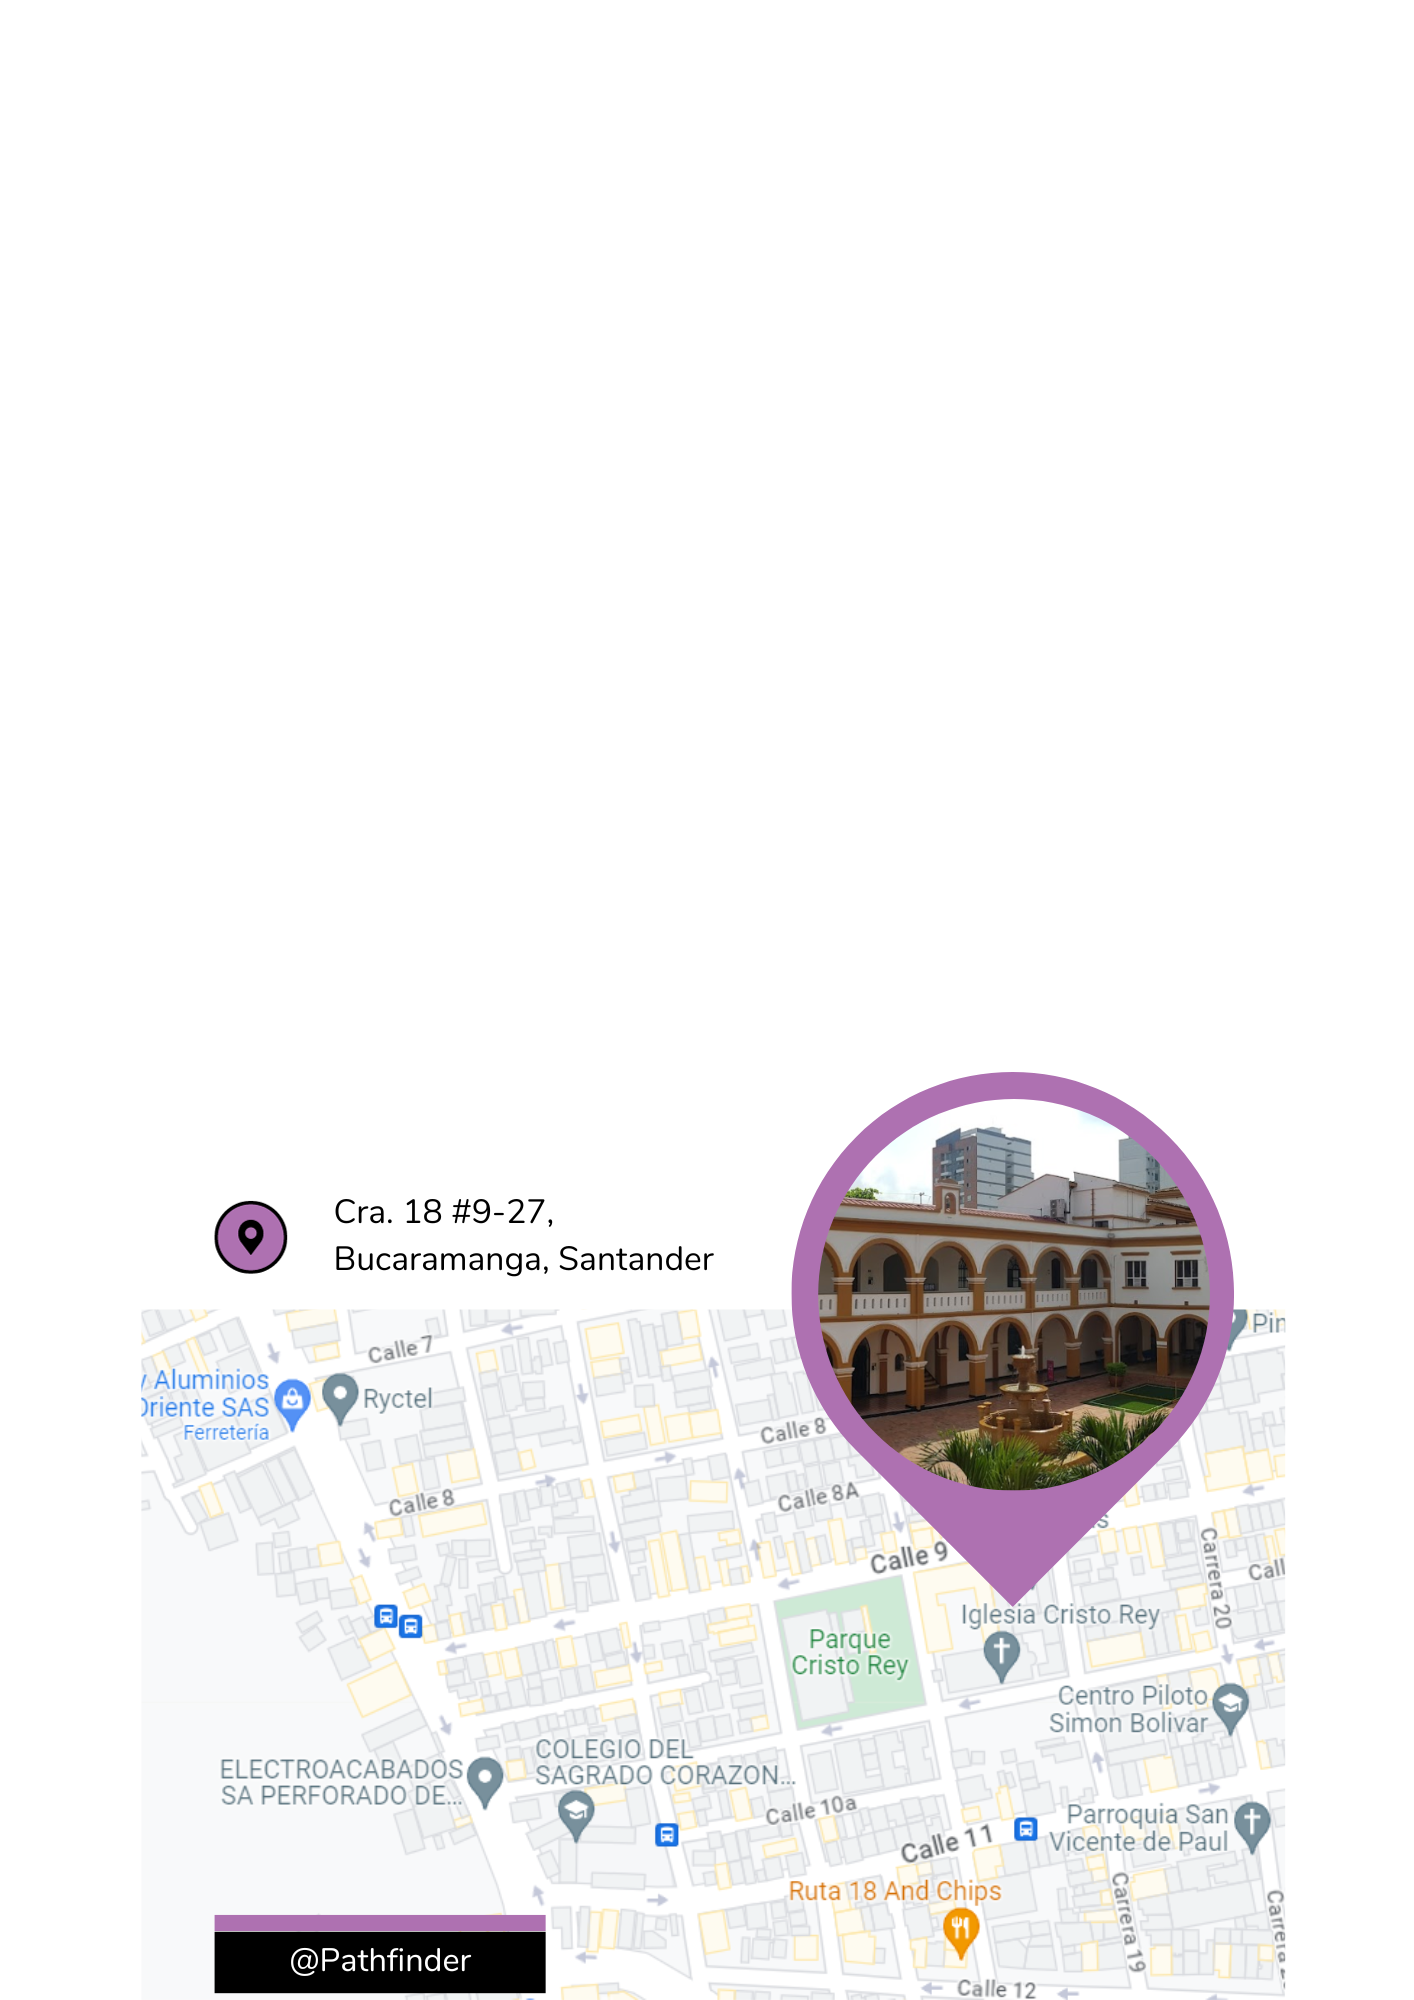 Cra. 18 #9-27,
Bucaramanga, Santander
Pin
Calle 7
y Aluminios
Oriente SAS
Ferretería
Ryctel
Calle 8
Calle 8
Calle 8A
Calle 9
Carrera 20
Call
Iglesia Cristo Rey
Parque
Cristo Rey
Centro Piloto
Simon Bolivar
COLEGIO DEL
SAGRADO CORAZON...
ELECTROACABADOS
SA PERFORADO DE...
Calle 10a
Calle 11
Parroquia San
Vicente de Paul
Ruta 18 And Chips
Carrera 19
Carrera 2
@Pathfinder
Calle 12